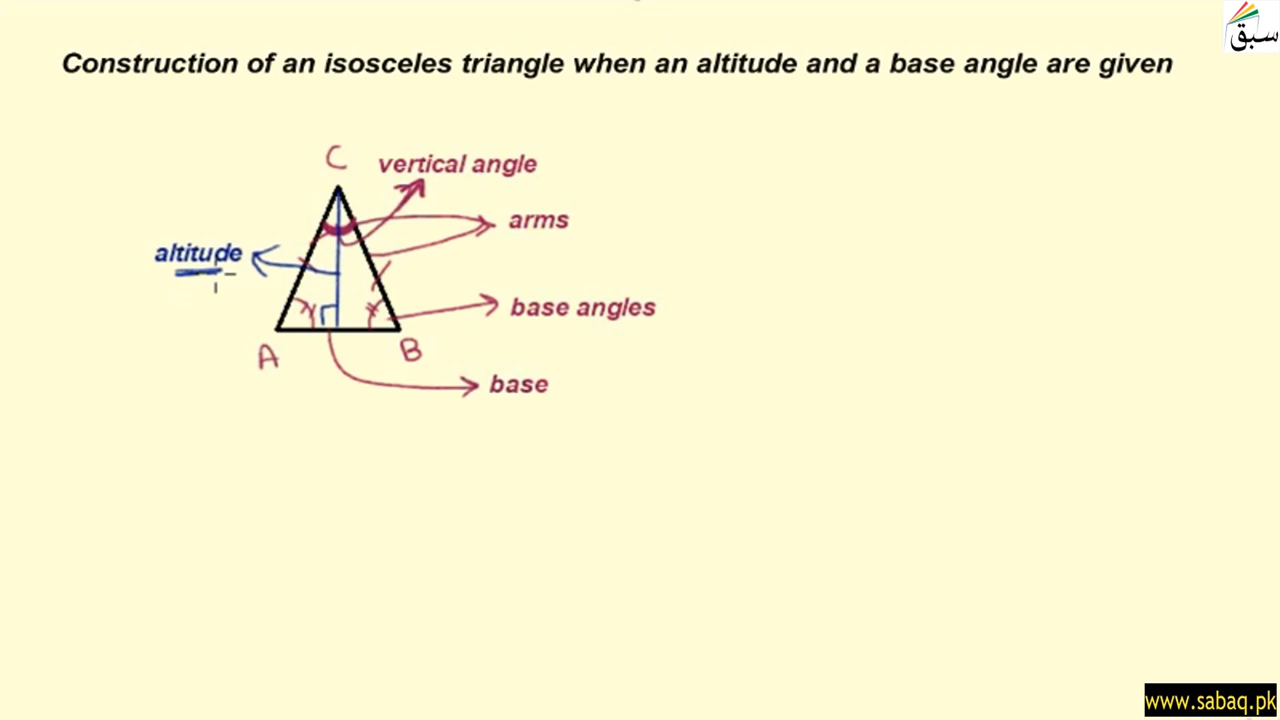 سبق
Construction of an isosceles triangle when an altitude and a base angle are given
C
vertical angle
arms
altitude
base angles
A
B
base
www.sabaq.pk